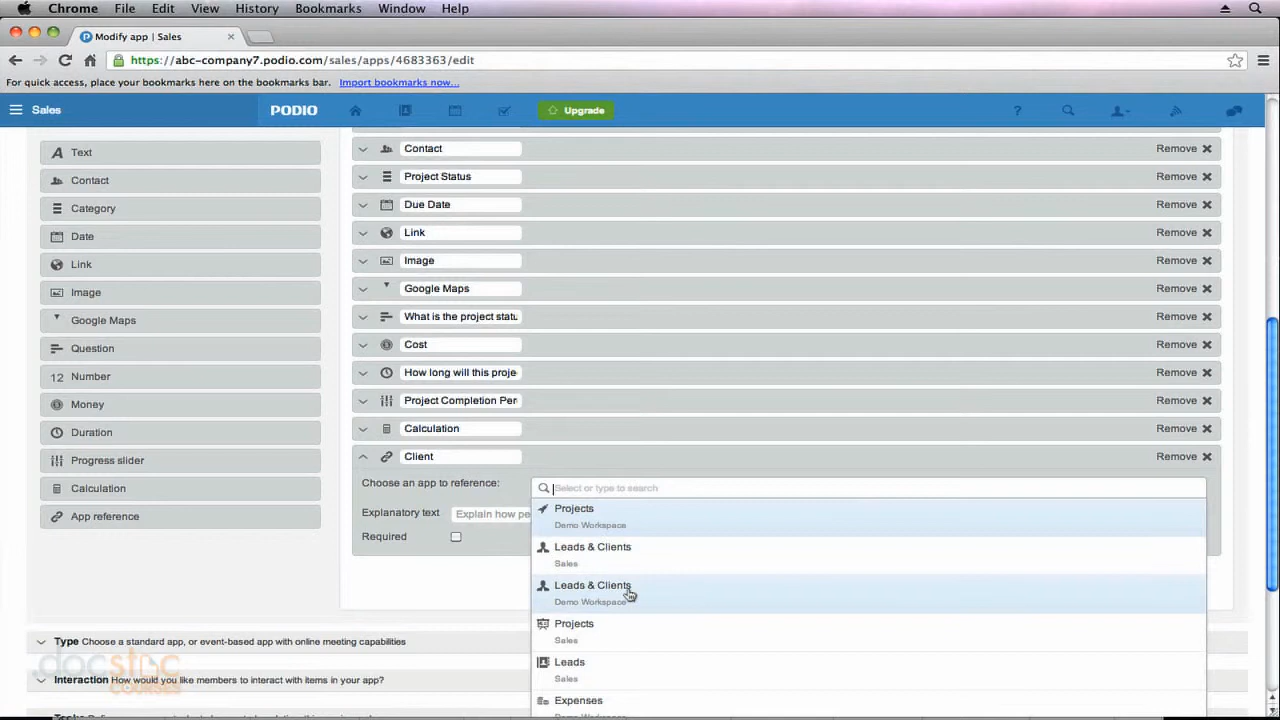 Chrome File Edit View History Bookmarks Window Help
Modify app | Sales
https://abc-company7.podio.com/sales/apps/4683363/edit
For quick access, place your bookmarks here on the bookmarks bar. Import bookmarks now...
Sales PODIO Upgrade ?
Text
Contact
Category
Date
Link
Image
Google Maps
Question
12 Number
Money
Duration
Progress slider
Calculation
App reference
Contact Remove
Project Status Remove
Due Date Remove
Link Remove
Image Remove
Google Maps Remove
What is the project statu Remove
Cost Remove
How long will this proje Remove
Project Completion Per Remove
Calculation Remove
Client Remove
Choose an app to reference: Select or type to search
Explanatory text Explain how pe
Required
Projects
Demo Workspace
Leads & Clients
Sales
Leads & Clients
Demo Workspace
Projects
Sales
Leads
Sales
Expenses
Type Choose a standard app, or event-based app with online meeting capabilities
Interaction How would you like members to interact with items in your app?
docstoc
COURSES